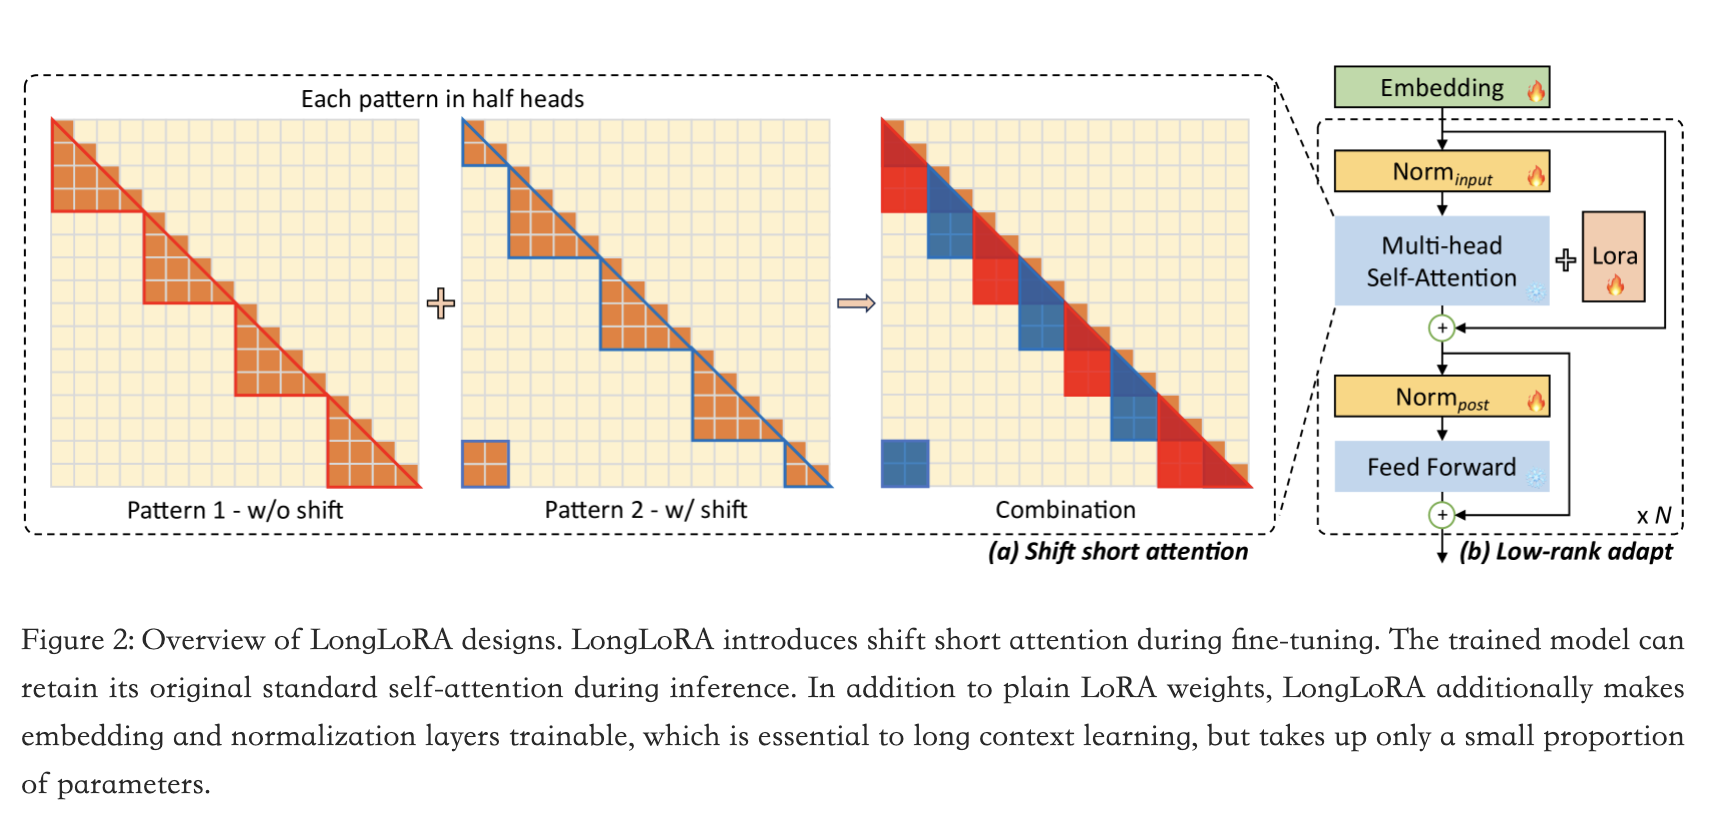 Each pattern in half heads
Pattern 1 - w/o shift
Pattern 2 - w/ shift
Combination
(a) Shift short attention
Embedding
Norm input
Multi-head
Self-Attention
Lora
Norm post
Feed Forward
x N
(b) Low-rank adapt
Figure 2: Overview of LongLoRA designs. LongLoRA introduces shift short attention during fine-tuning. The trained model can
retain its original standard self-attention during inference. In addition to plain LoRA weights, LongLoRA additionally makes
embedding and normalization layers trainable, which is essential to long context learning, but takes up only a small proportion
of parameters.